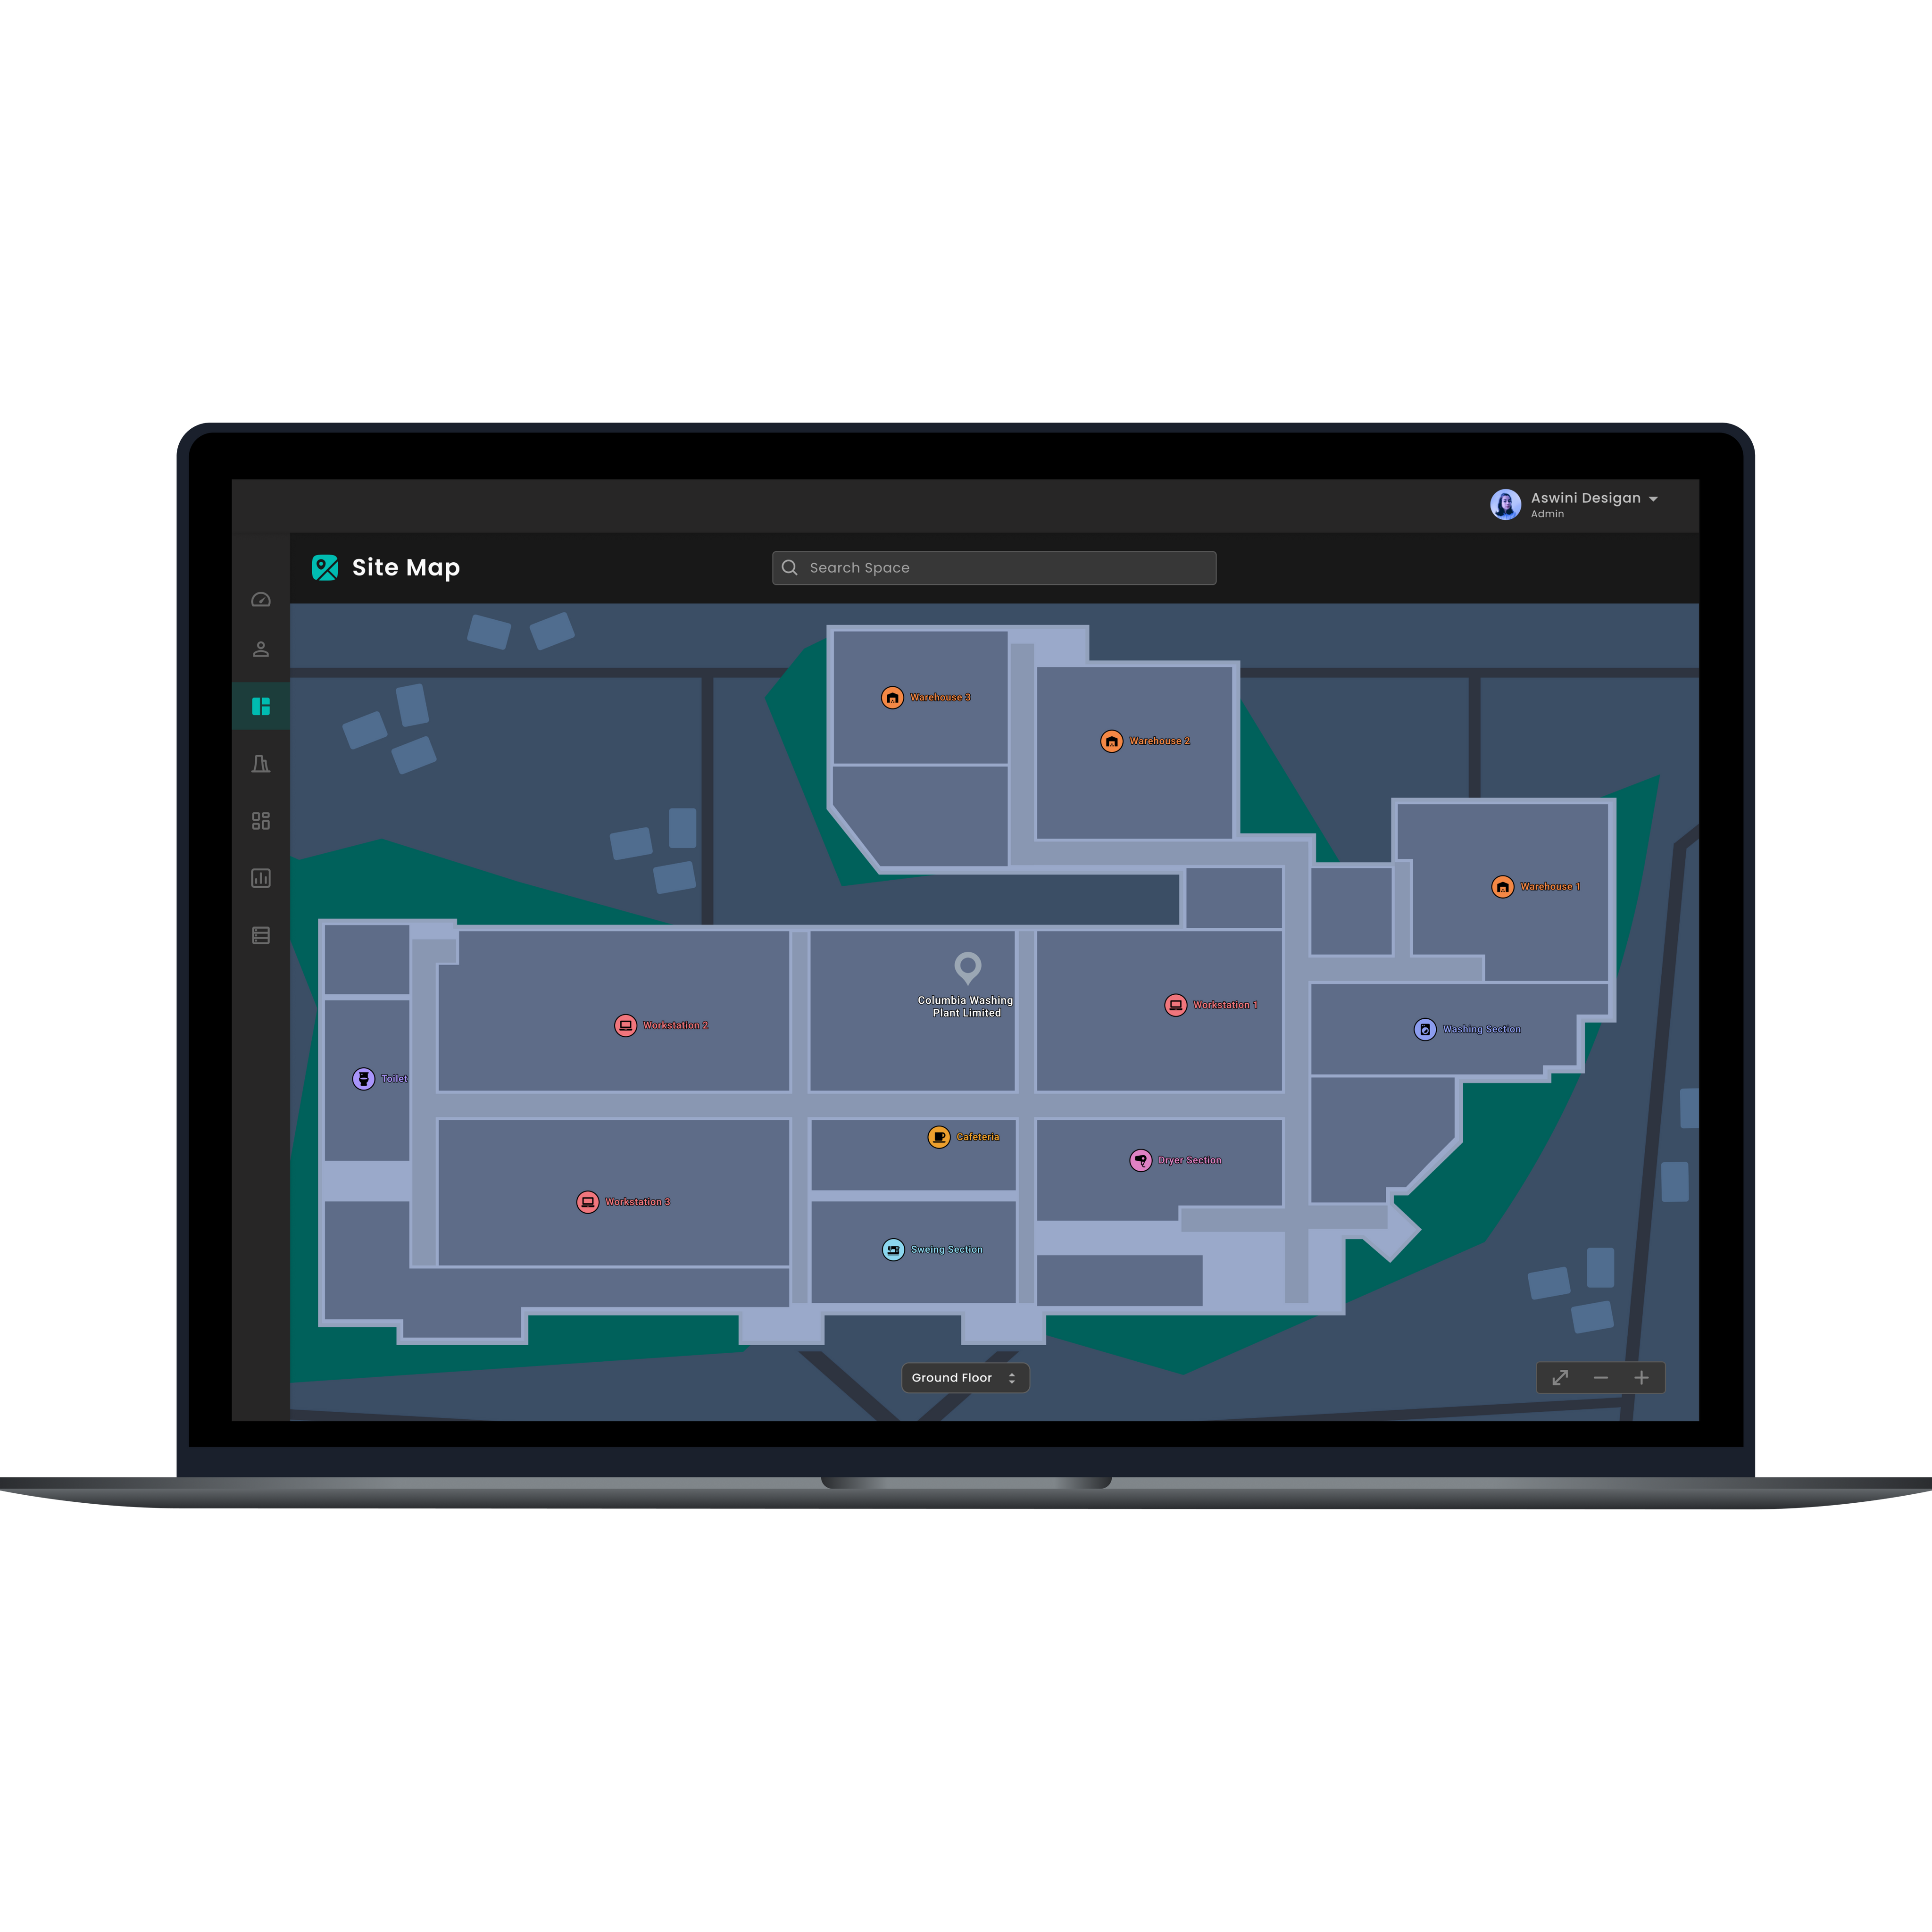 Aswini Desigan
Admin
Site Map
Search Space
Warehouse 3
Warehouse 2
Warehouse 1
Columbia Washing
Plant Limited
Workstation 1
Workstation 2
Washing Section
Toilet
Cafeteria
Dryer Section
Workstation 3
Sweing Section
Ground Floor